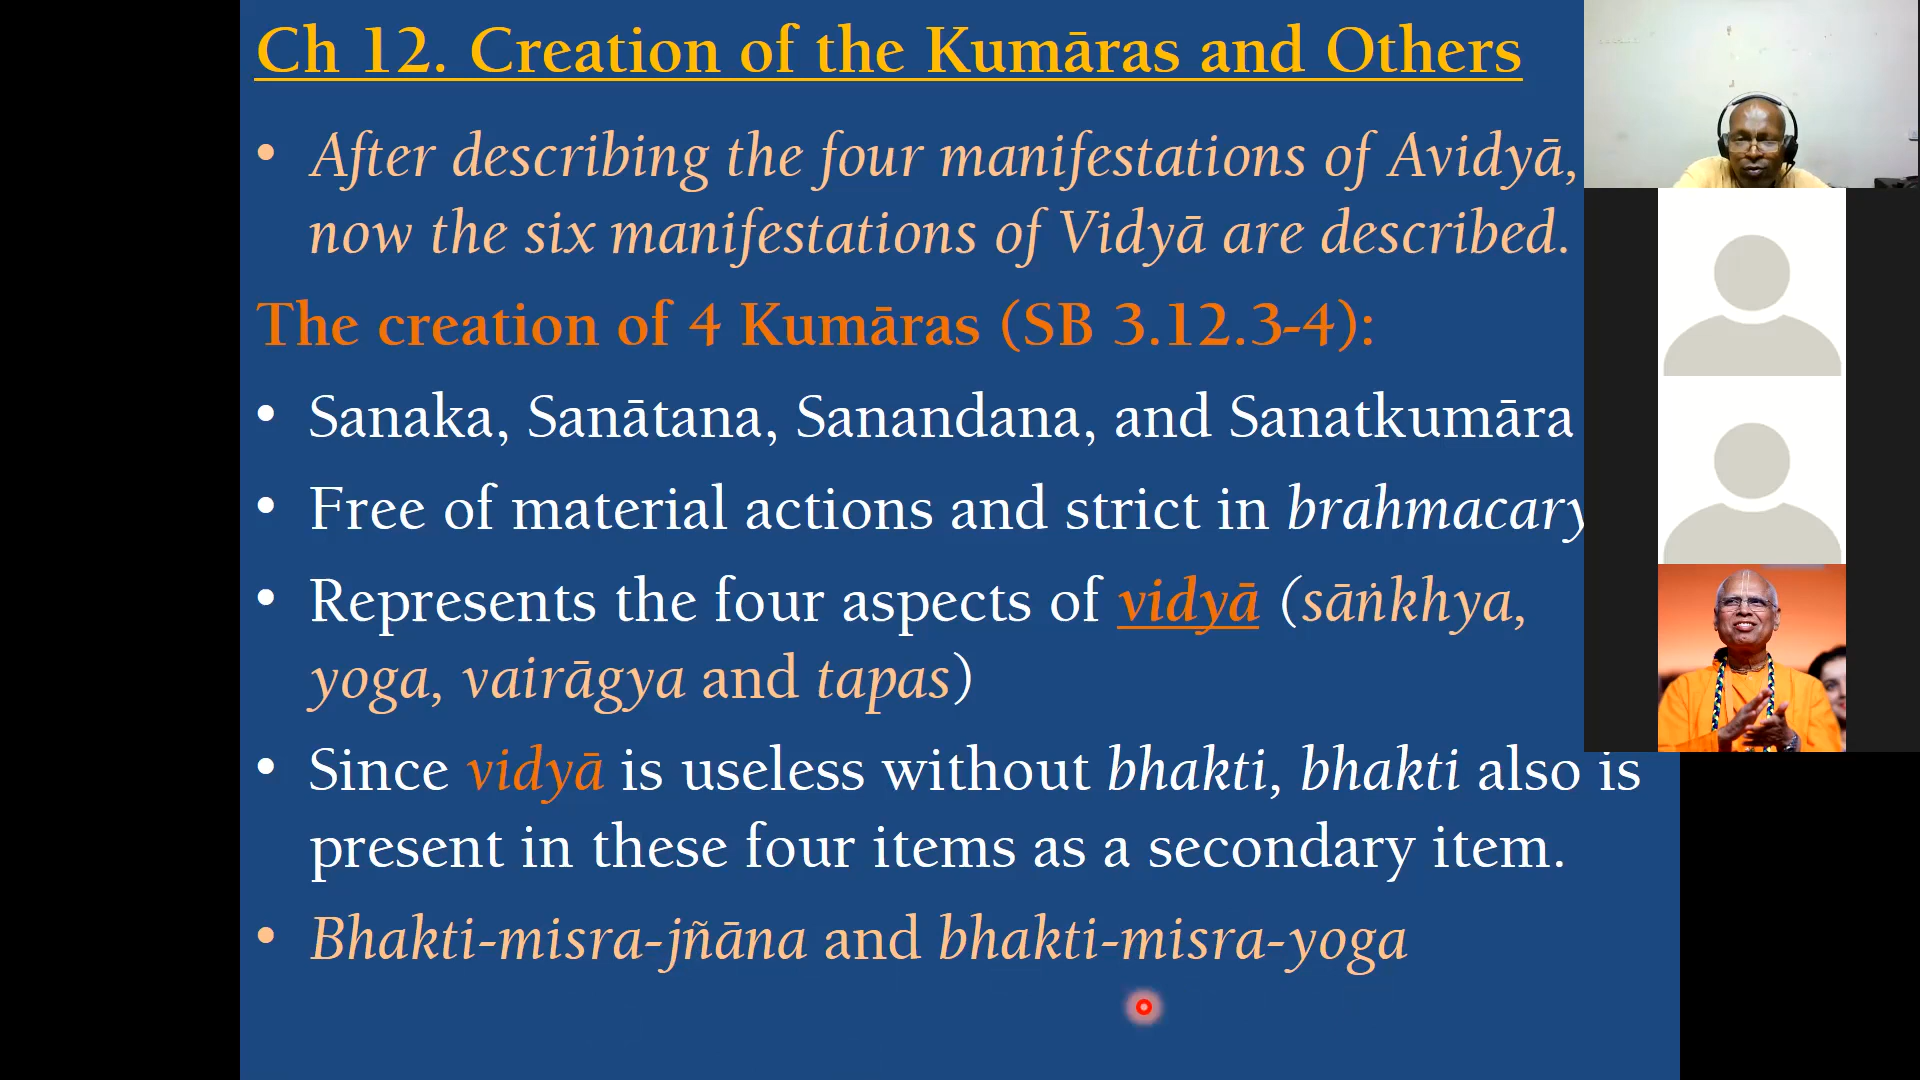 Ch 12. Creation of the Kumāras and Others
• After describing the four manifestations of Avidyā,
now the six manifestations of Vidyā are described.
The creation of 4 Kumāras (SB 3.12.3-4):
• Sanaka, Sanātana, Sanandana, and Sanatkumāra
• Free of material actions and strict in brahmacary
• Represents the four aspects of vidyā (sāṅkhya,
yoga, vairāgya and tapas)
• Since vidyā is useless without bhakti, bhakti also is
present in these four items as a secondary item.
• Bhakti-misra-jñāna and bhakti-misra-yoga